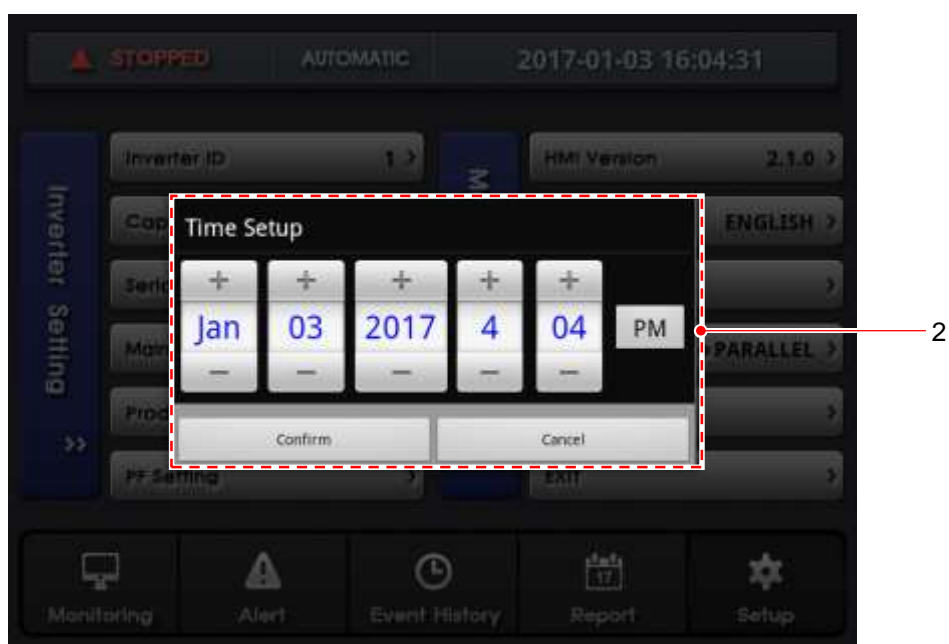 STOPPED AUTOMATIC 2017-01-03 16:04:31
Inverter Setting
>>
Inverter ID 1 >
HMI Version 2.1.0 >
ENGLISH >
PARALLEL >
PF Setting >
EXIT >
Time Setup
+ + + + +
Jan 03 2017 4 04 PM
— — — — —
Confirm Cancel
2
Monitoring Alert Event History 17 Report Setup